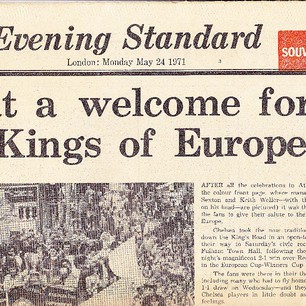 Evening Standard
SOUV
London: Monday May 24 1971
3
t a welcome for
Kings of Europe
AFTER all the celebrations in At
the colour front page, where mana
Sexton and Keith Weller—with th
on his head—are pictured) it was th
the fans to give their salute to the
Europe.
Chelsea took the now traditio
down the King's Road in an open-to
their way to Saturday's civic rec
Fulham Town Hall, following the
night's magnificent 2-1 win over Re
in the European Cup-Winners Cup
The fans were there in their th
including many who had to fly home
1-1 draw on Wednesday—and they
Chelsea players in little doubt
feelings.